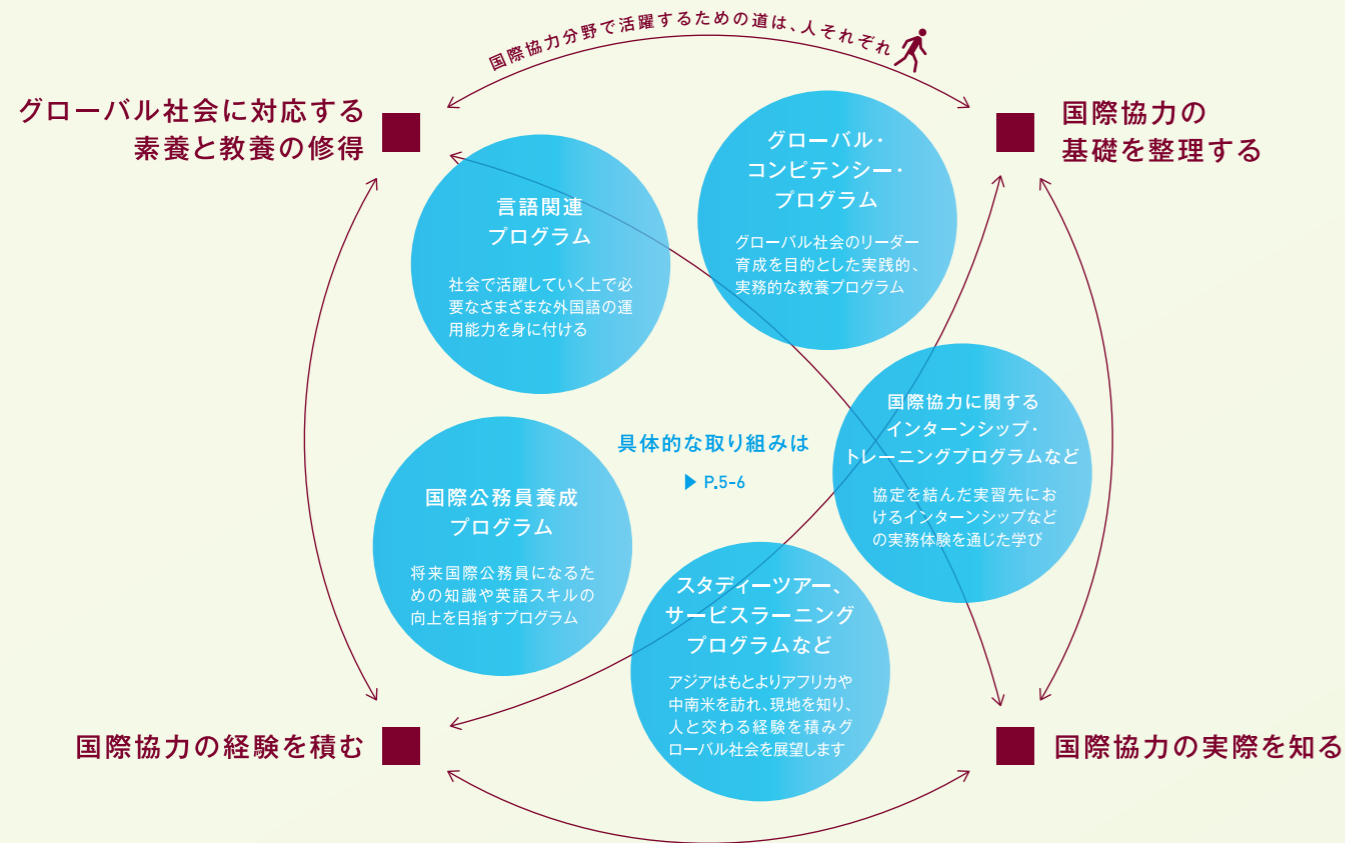 国際協力分野で活躍するための道は、人それぞれ
グローバル社会に対応する
素養と教養の修得
国際協力の
基礎を整理する
グローバル・
コンピテンシー・
プログラム
グローバル社会のリーダー
育成を目的とした実践的、
実務的な教養プログラム
言語関連
プログラム
社会で活躍していく上で必
要なさまざまな外国語の運
用能力を身に付ける
国際協力に関する
インターンシップ・
トレーニングプログラムなど
協定を結んだ実習先にお
けるインターンシップなど
の実務体験を通じた学び
具体的な取り組みは
▶ P.5-6
国際公務員養成
プログラム
将来国際公務員になるた
めの知識や英語スキルの
向上を目指すプログラム
スタディーツアー、
サービスラーニング
プログラムなど
アジアはもとよりアフリカや
中南米を訪れ、現地を知り、
人と交わる経験を積みグ
ローバル社会を展望します
国際協力の経験を積む
国際協力の実際を知る